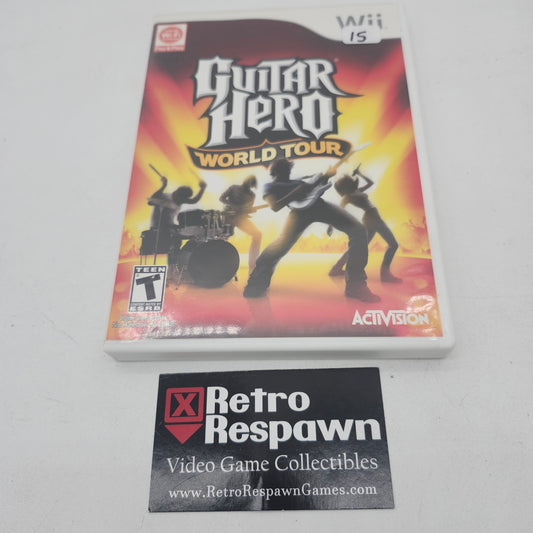 Wii
15
GUITAR
HERO
WORLD TOUR
TEEN
T
ESRB
ACTIVISION
X Retro
Respawn
Video Game Collectibles
www.RetroRespawnGames.com